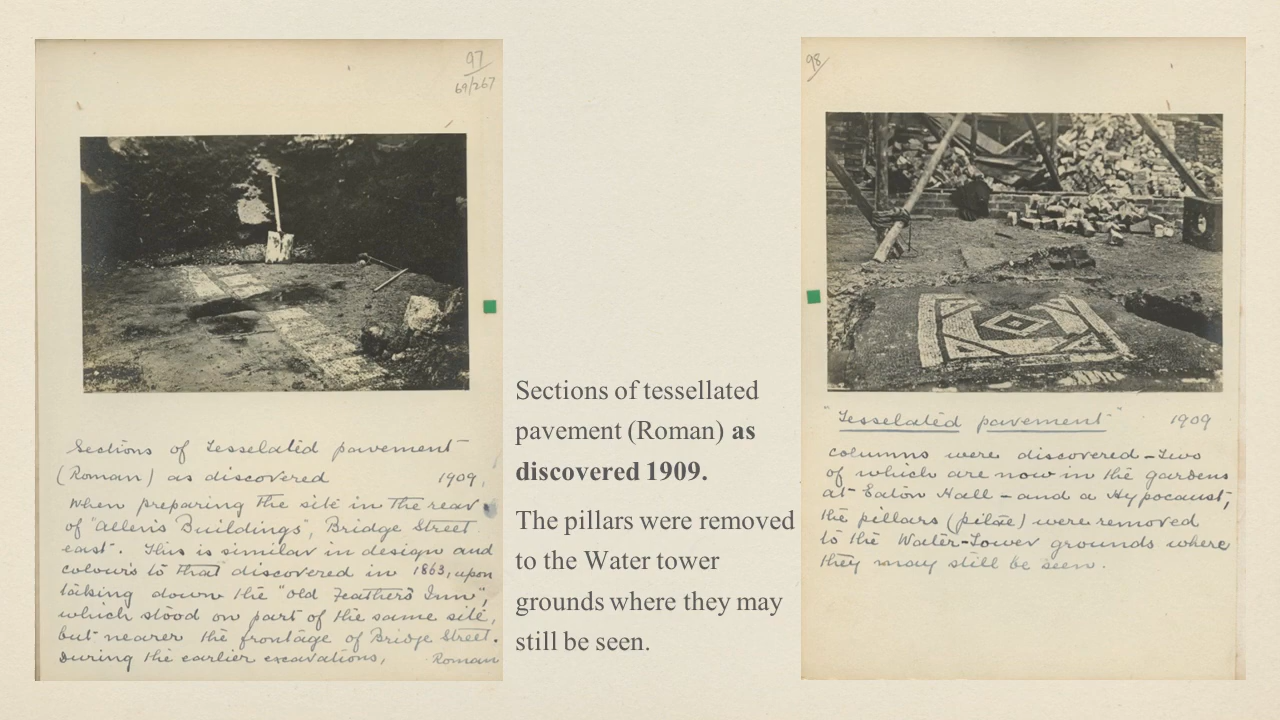 97
69/267
Sections of Tesselated pavement
(Roman) as discovered 1909,
when preparing the site in the rear
of "Allen's Buildings", Bridge Street
east. This is similar in design and
colours to that discovered in 1863, upon
taking down the "Old Feathers Inn",
which stood on part of the same site,
but nearer the frontage of Bridge Street.
During the earlier excavations, Roman
Sections of tessellated
pavement (Roman) as
discovered 1909.
The pillars were removed
to the Water tower
grounds where they may
still be seen.
98
"Tesselated pavement" 1909
columns were discovered – two
of which are now in the gardens
at Eaton Hall – and a Hypocaust,
the pillars (pilae) were removed
to the Water-Tower grounds where
they may still be seen.